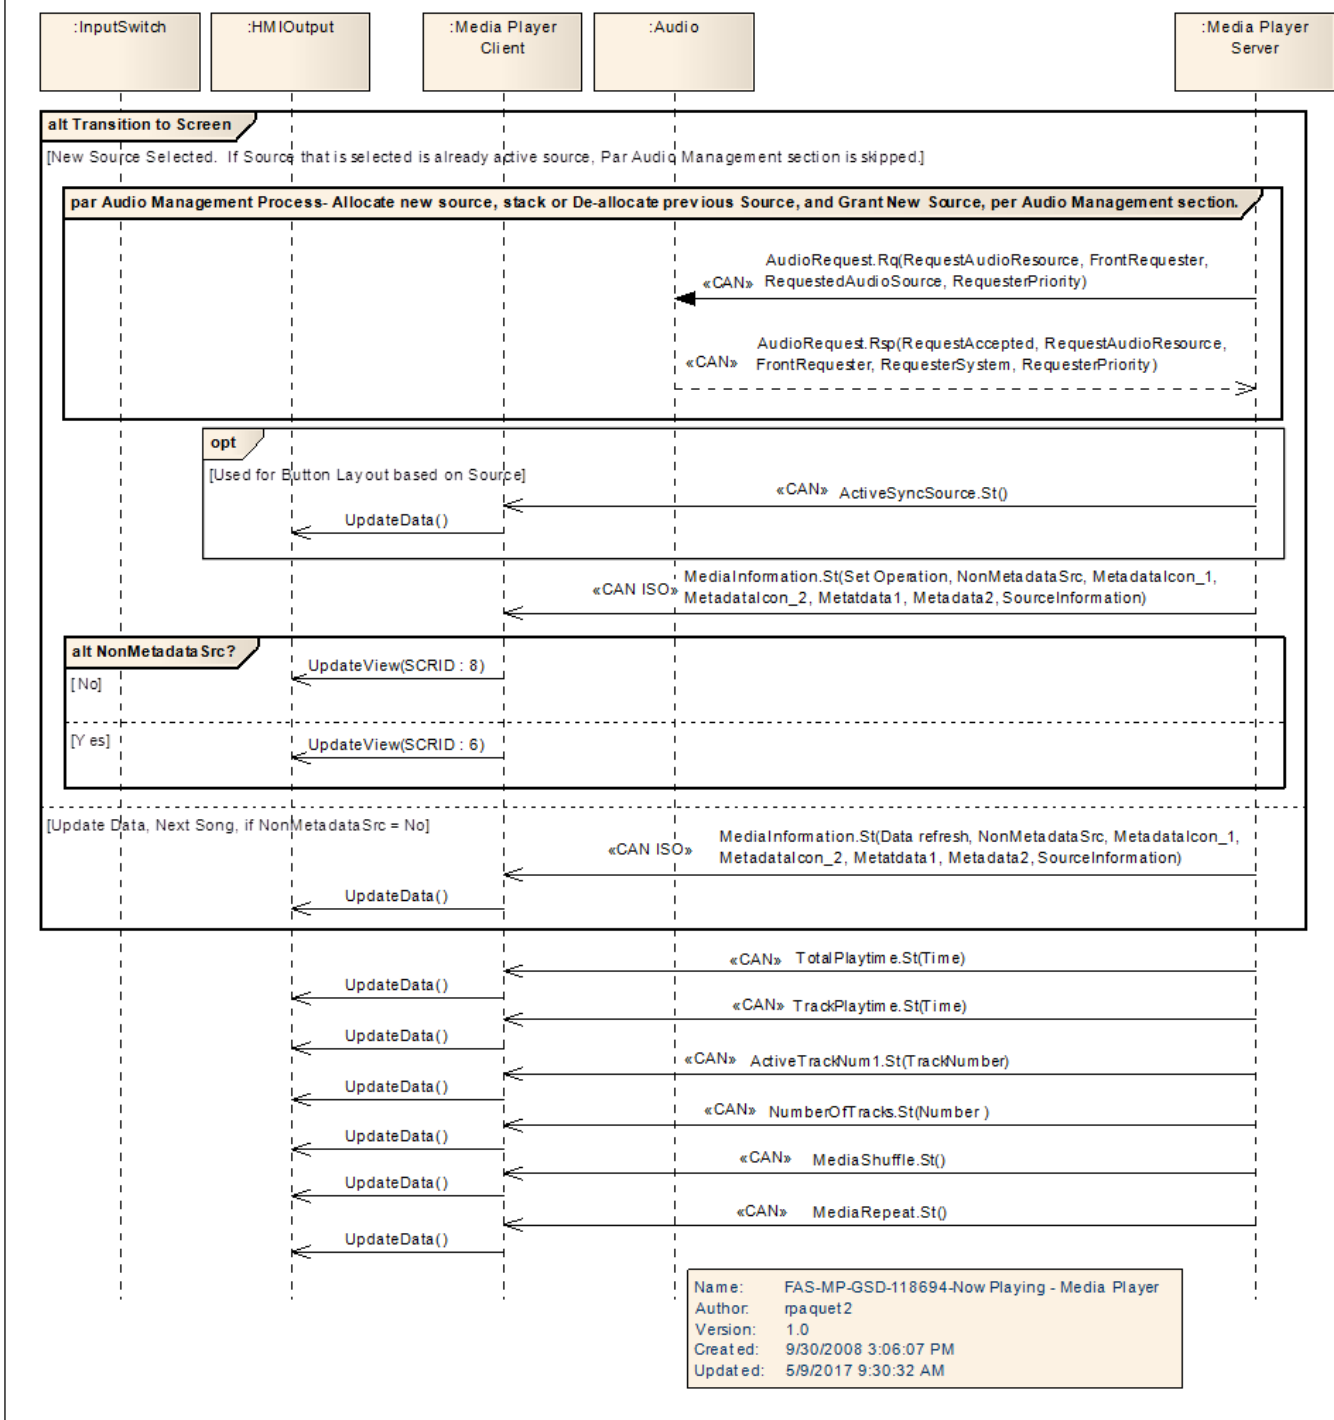 :InputSwitch
:HMIOutput
:Media Player
Client
:Audio
:Media Player
Server
alt Transition to Screen
[New Source Selected.  If Source that is selected is already active source, Par Audio Management section is skipped.]
par Audio Management Process- Allocate new source, stack or De-allocate previous Source, and Grant New Source, per Audio Management section.
AudioRequest.Rq(RequestAudioResource, FrontRequester,
«CAN» RequestedAudioSource, RequesterPriority)
AudioRequest.Rsp(RequestAccepted, RequestAudioResource,
«CAN» FrontRequester, RequesterSystem, RequesterPriority)
opt
[Used for Button Layout based on Source]
«CAN» ActiveSyncSource.St()
UpdateData()
MediaInformation.St(Set Operation, NonMetadataSrc, MetadataIcon_1,
«CAN ISO» MetadataIcon_2, Metatdata1, Metadata2, SourceInformation)
alt NonMetadataSrc?
UpdateView(SCRID : 8)
[No]
[Yes]
UpdateView(SCRID : 6)
[Update Data, Next Song, if NonMetadataSrc = No]
MediaInformation.St(Data refresh, NonMetadataSrc, MetadataIcon_1,
«CAN ISO» MetadataIcon_2, Metatdata1, Metadata2, SourceInformation)
UpdateData()
«CAN» TotalPlaytime.St(Time)
UpdateData()
«CAN» TrackPlaytime.St(Time)
UpdateData()
«CAN» ActiveTrackNum1.St(TrackNumber)
UpdateData()
«CAN» NumberOfTracks.St(Number )
UpdateData()
«CAN» MediaShuffle.St()
UpdateData()
«CAN» MediaRepeat.St()
UpdateData()
Name: FAS-MP-GSD-118694-Now Playing - Media Player
Author: rpaquet2
Version: 1.0
Created: 9/30/2008 3:06:07 PM
Updated: 5/9/2017 9:30:32 AM